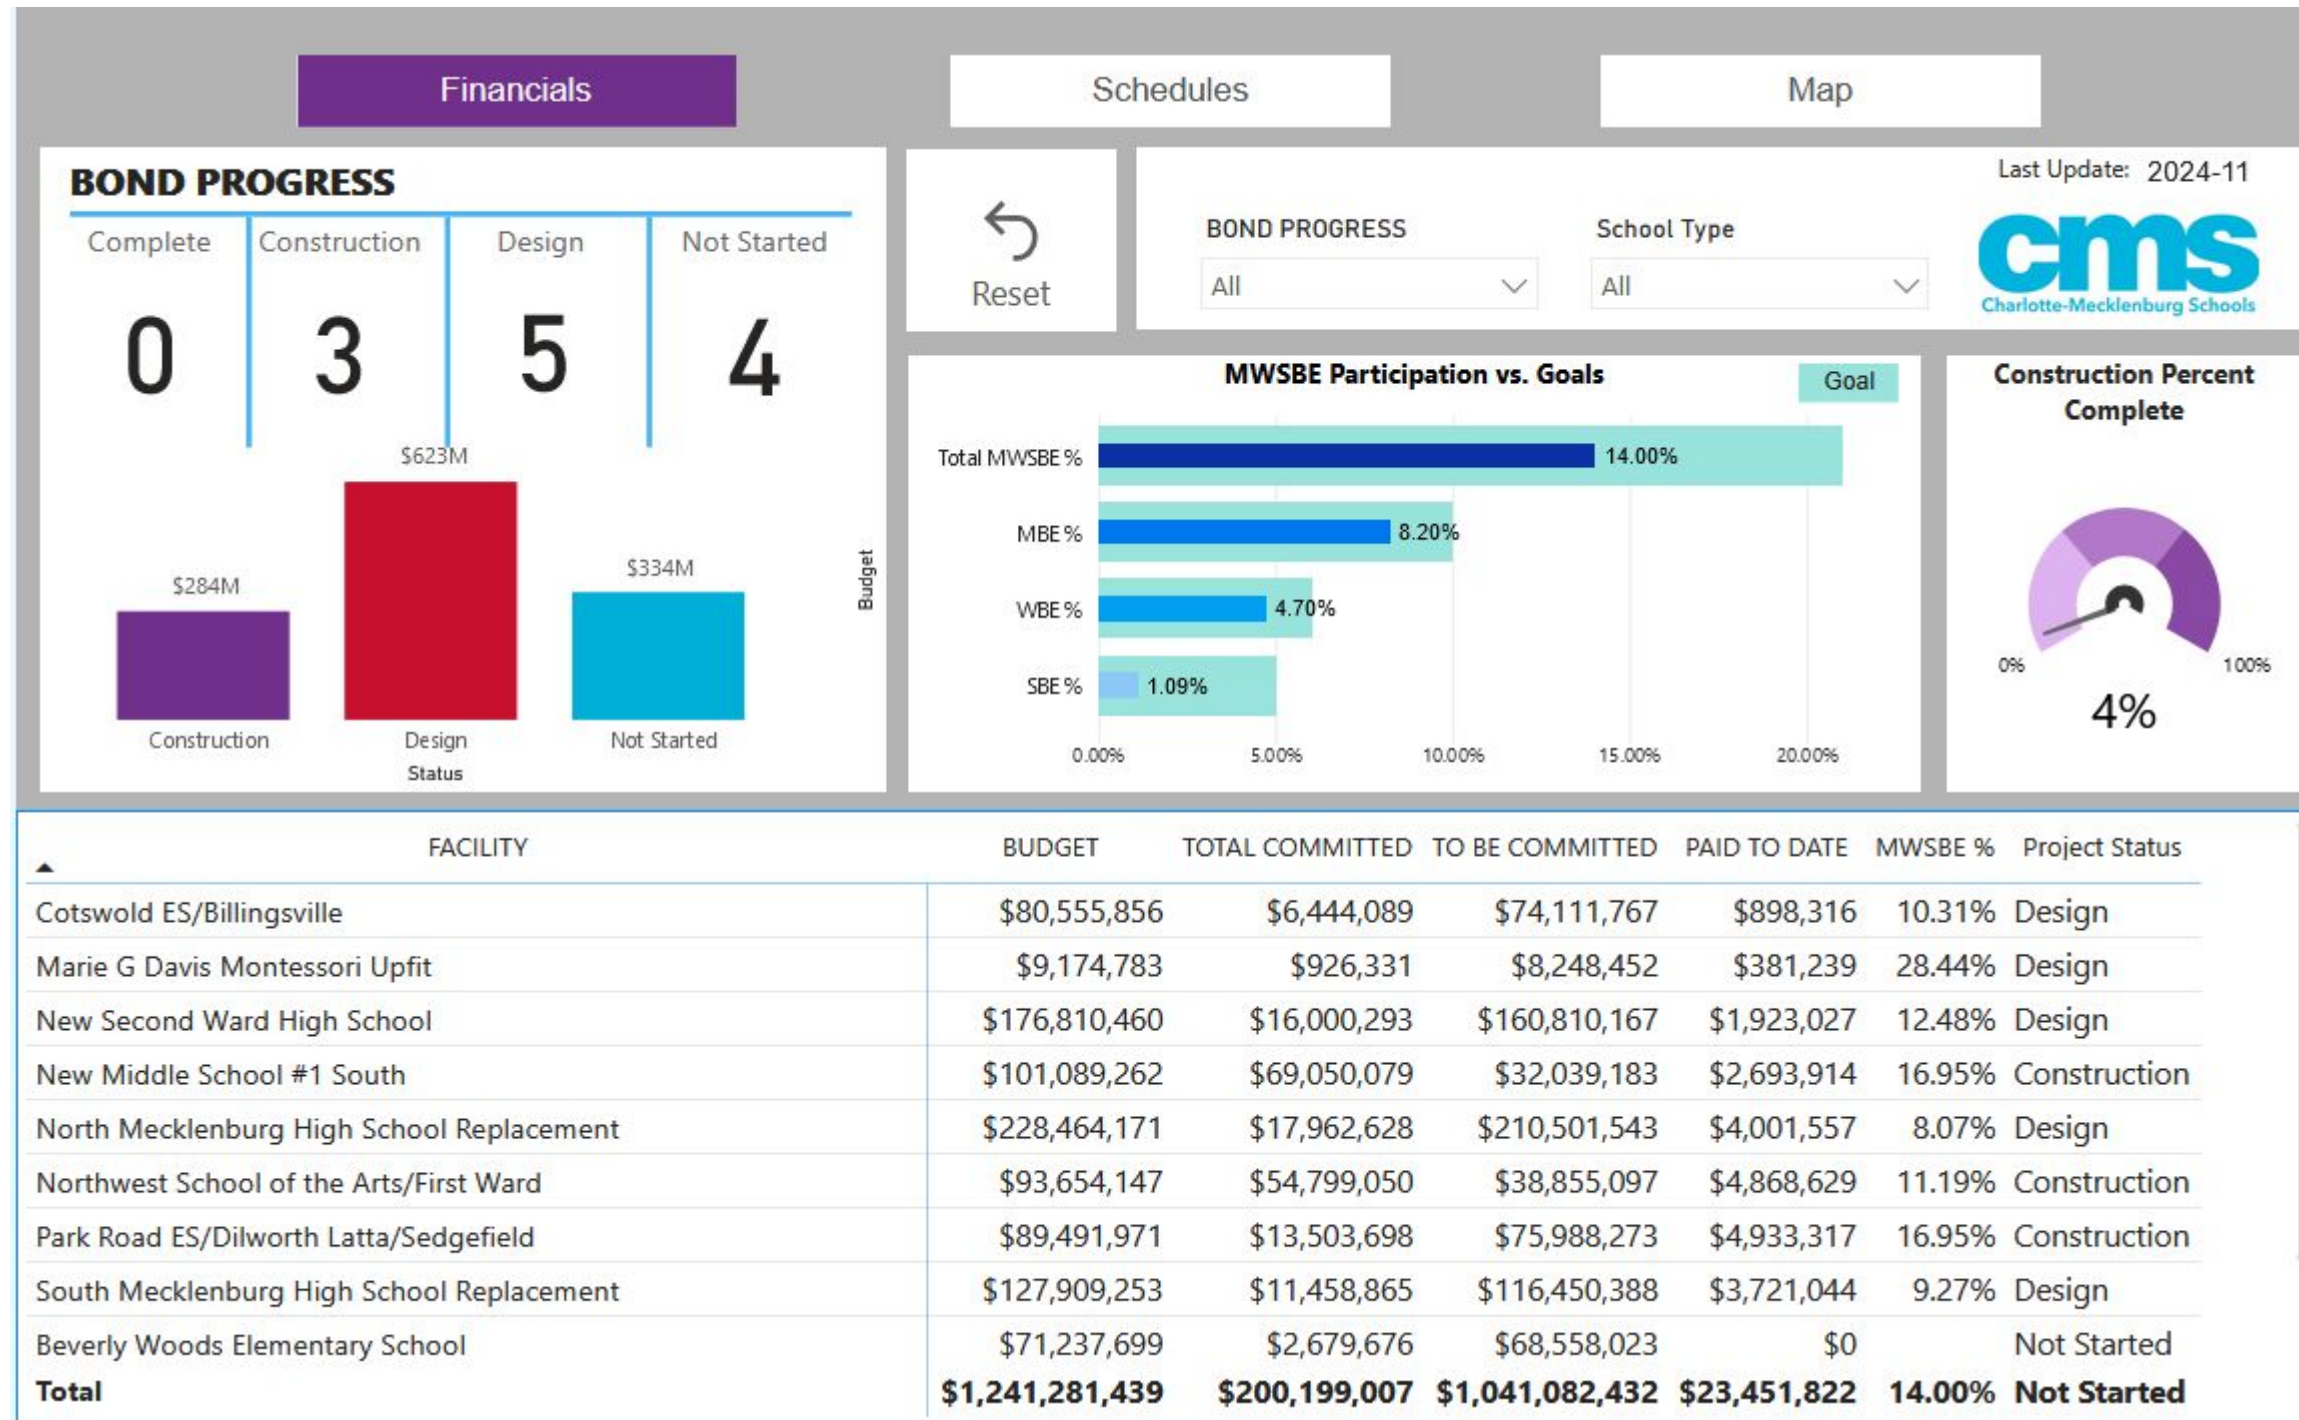 Financials
Schedules
Map
BOND PROGRESS
Complete
Construction
Design
Not Started
0
3
5
4
$623M
$334M
$284M
Budget
Construction
Design
Not Started
Status
Reset
Last Update: 2024-11
BOND PROGRESS
School Type
All
All
cms
Charlotte-Mecklenburg Schools
MWSBE Participation vs. Goals
Goal
Total MWSBE %
14.00%
MBE %
8.20%
WBE %
4.70%
SBE %
1.09%
0.00% 5.00% 10.00% 15.00% 20.00%
Construction Percent
Complete
0%
100%
4%
FACILITY BUDGET TOTAL COMMITTED TO BE COMMITTED PAID TO DATE MWSBE % Project Status
Cotswold ES/Billingsville $80,555,856 $6,444,089 $74,111,767 $898,316 10.31% Design
Marie G Davis Montessori Upfit $9,174,783 $926,331 $8,248,452 $381,239 28.44% Design
New Second Ward High School $176,810,460 $16,000,293 $160,810,167 $1,923,027 12.48% Design
New Middle School #1 South $101,089,262 $69,050,079 $32,039,183 $2,693,914 16.95% Construction
North Mecklenburg High School Replacement $228,464,171 $17,962,628 $210,501,543 $4,001,557 8.07% Design
Northwest School of the Arts/First Ward $93,654,147 $54,799,050 $38,855,097 $4,868,629 11.19% Construction
Park Road ES/Dilworth Latta/Sedgefield $89,491,971 $13,503,698 $75,988,273 $4,933,317 16.95% Construction
South Mecklenburg High School Replacement $127,909,253 $11,458,865 $116,450,388 $3,721,044 9.27% Design
Beverly Woods Elementary School $71,237,699 $2,679,676 $68,558,023 $0 Not Started
Total $1,241,281,439 $200,199,007 $1,041,082,432 $23,451,822 14.00% Not Started